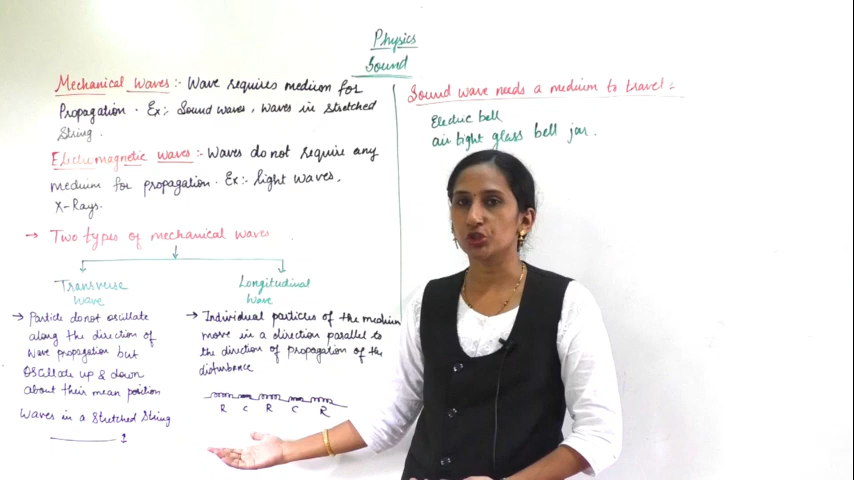 Physics
Sound
Mechanical Waves:- Wave requires medium for
Propagation. Ex:- Sound waves, waves in stretched
String.
Electromagnetic waves:- Waves do not require any
medium for propagation. Ex:- light waves,
X-Rays.
→ Two types of mechanical waves
Transverse
wave
→ Particle do not oscillate
along the direction of
wave propagation but
oscillate up & down
about their mean position
Waves in a stretched string
Longitudinal
Wave
→ Individual particles of the medium
move in a direction parallel to
the direction of propagation of the
disturbance
R C R C R
Sound wave needs a medium to travel:-
Electric bell
air tight glass bell jar.